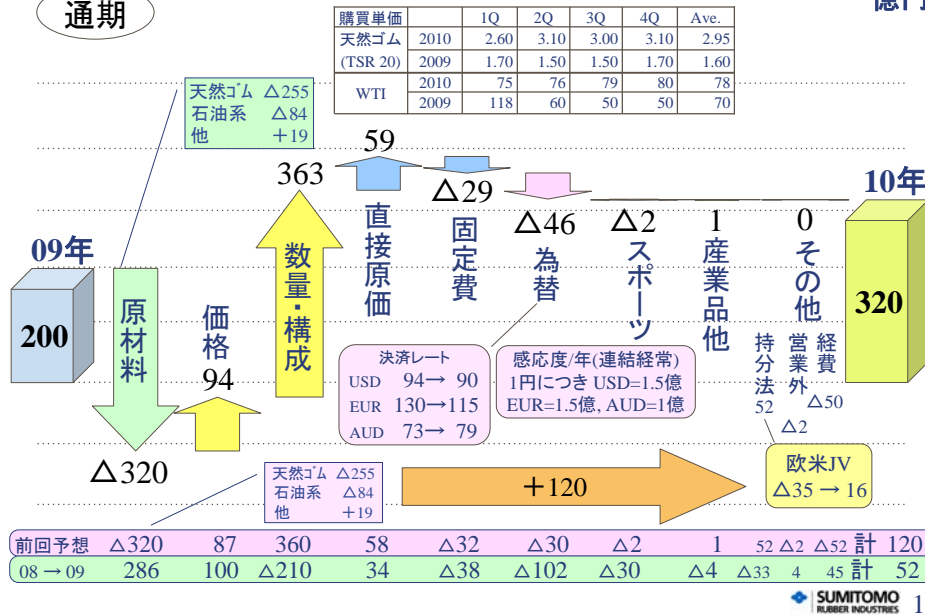 通期
億円
購買単価 1Q 2Q 3Q 4Q Ave.
天然ゴム 2010 2.60 3.10 3.00 3.10 2.95
(TSR 20) 2009 1.70 1.50 1.50 1.70 1.60
WTI 2010 75 76 79 80 78
2009 118 60 50 50 70
天然ゴム △255
石油系 △84
他 +19
09年
200
原材料
△320
価格
94
363
数量・構成
59
直接原価
△29
固定費
△46
為替
△2
スポーツ
1
産業品他
0
その他
10年
320
決済レート
USD 94→ 90
EUR 130→115
AUD 73→ 79
感応度/年(連結経常)
1円につき USD=1.5億
EUR=1.5億, AUD=1億
持分法
52
営業外
△2
経費
△50
欧米JV
△35 → 16
天然ゴム △255
石油系 △84
他 +19
+120
前回予想 △320 87 360 58 △32 △30 △2 1 52 △2 △52 計 120
08→09 286 100 △210 34 △38 △102 △30 △4 △33 4 45 計 52
SUMITOMO
RUBBER INDUSTRIES
1